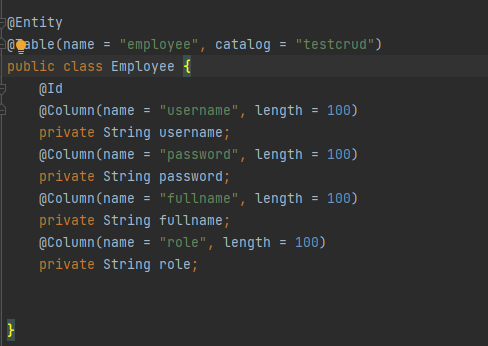 @Entity
@Table(name = "employee", catalog = "testcrud")
public class Employee {
@Id
@Column(name = "username", length = 100)
private String username;
@Column(name = "password", length = 100)
private String password;
@Column(name = "fullname", length = 100)
private String fullname;
@Column(name = "role", length = 100)
private String role;
}